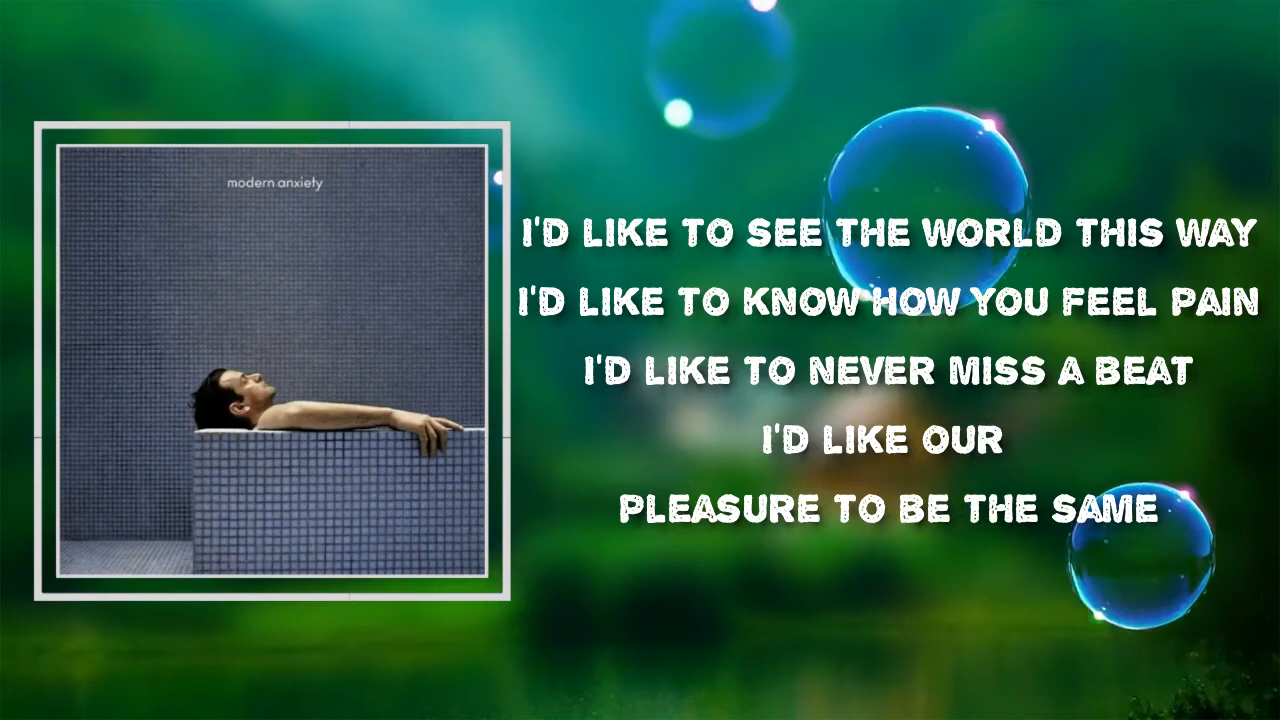 modern anxiety
I'D LIKE TO SEE THE WORLD THIS WAY
I'D LIKE TO KNOW HOW YOU FEEL PAIN
I'D LIKE TO NEVER MISS A BEAT
I'D LIKE OUR
PLEASURE TO BE THE SAME